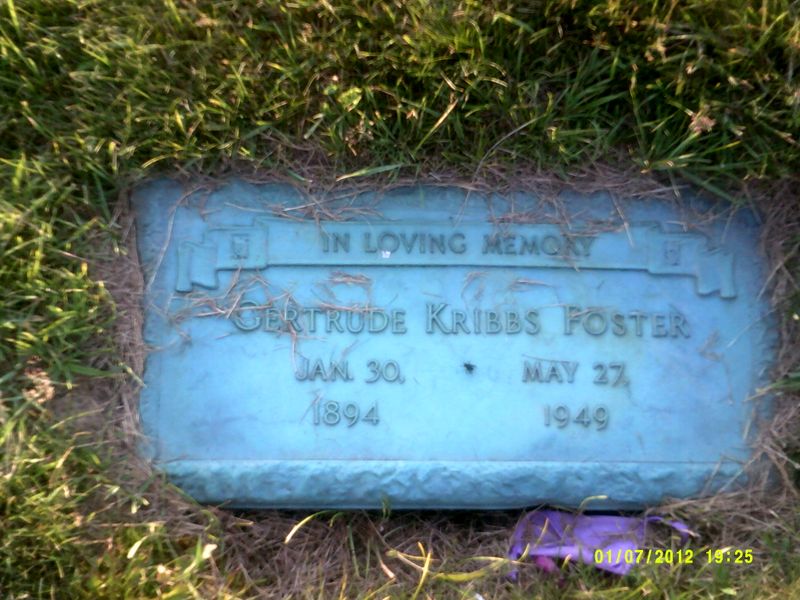 IN LOVING MEMORY
GERTRUDE KRIBBS FOSTER
JAN. 30, MAY 27,
1894 1949
01/07/2012 19:25